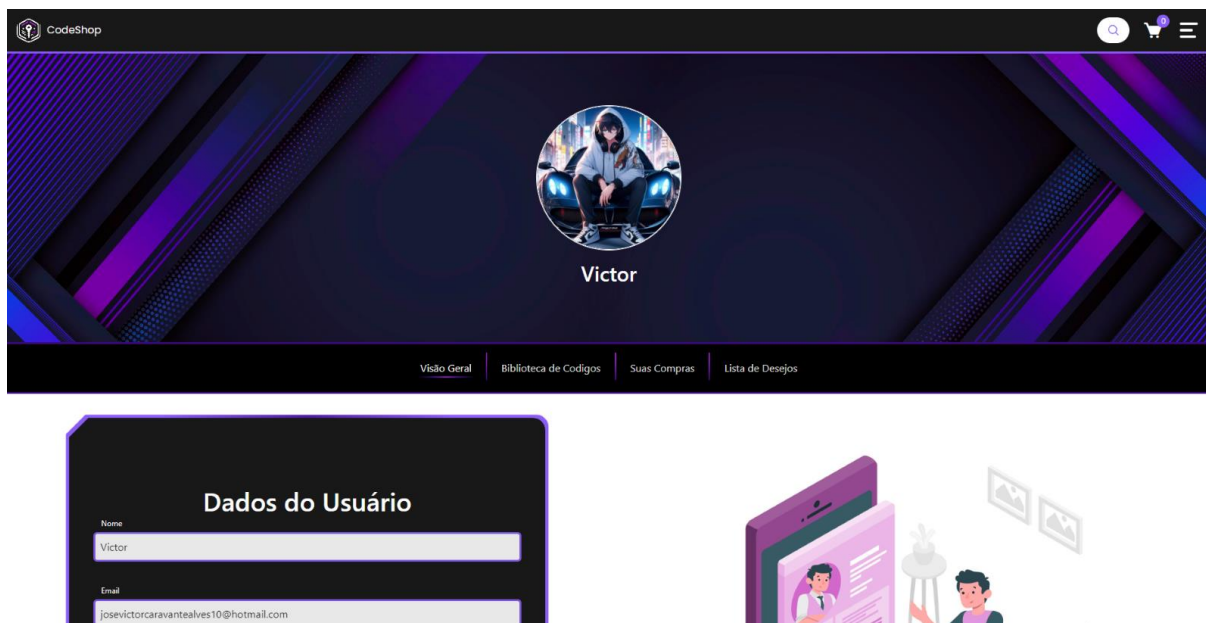 CodeShop
0
Victor
Visão Geral
Biblioteca de Codigos
Suas Compras
Lista de Desejos
Dados do Usuário
Nome
Victor
Email
josevictorcaravantealves10@hotmail.com